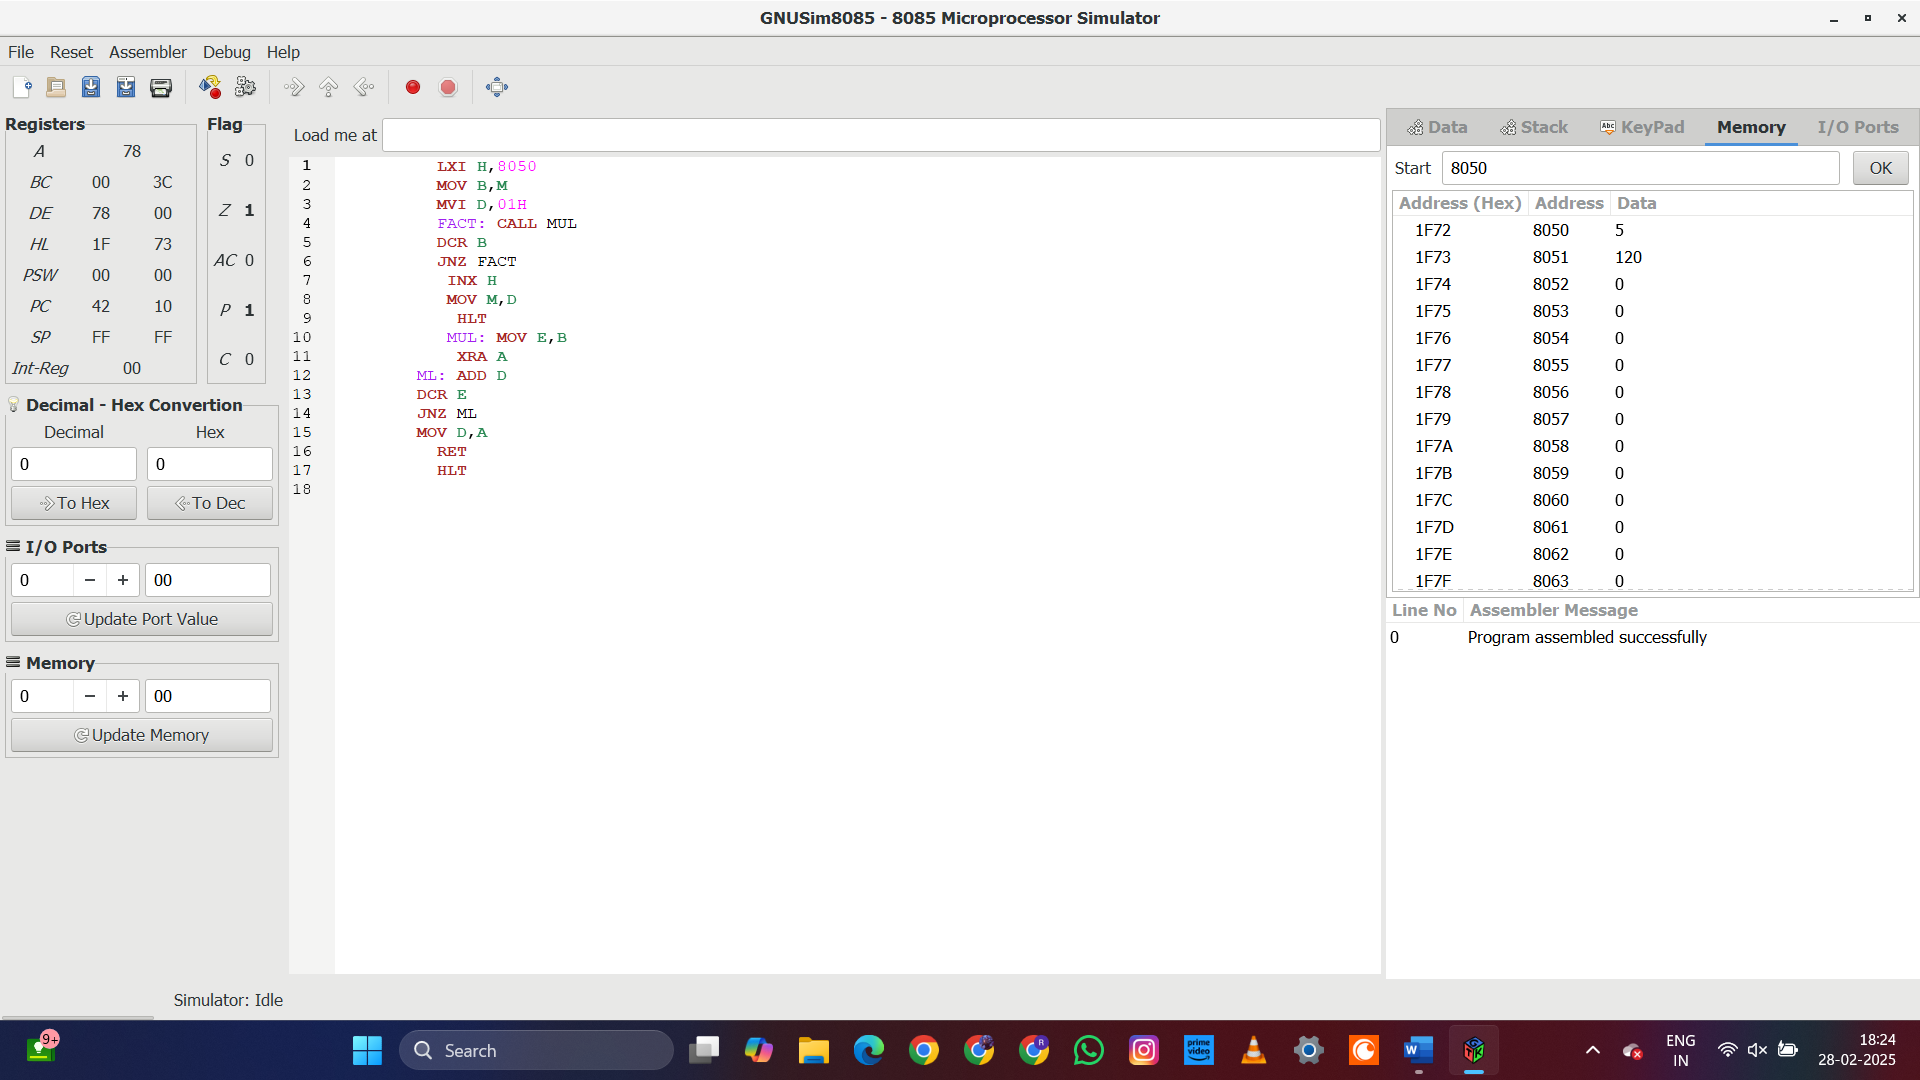 GNUSim8085 - 8085 Microprocessor Simulator
File Reset Assembler Debug Help
Registers
A 78
BC 00 3C
DE 78 00
HL 1F 73
PSW 00 00
PC 42 10
SP FF FF
Int-Reg 00
Flag
S 0
Z 1
AC 0
P 1
C 0
Decimal - Hex Convertion
Decimal Hex
0 0
To Hex To Dec
I/O Ports
0 − + 00
Update Port Value
Memory
0 − + 00
Update Memory
Load me at
1 LXI H,8050
2 MOV B,M
3 MVI D,01H
4 FACT: CALL MUL
5 DCR B
6 JNZ FACT
7 INX H
8 MOV M,D
9 HLT
10 MUL: MOV E,B
11 XRA A
12 ML: ADD D
13 DCR E
14 JNZ ML
15 MOV D,A
16 RET
17 HLT
18
Data Stack Abc KeyPad Memory I/O Ports
Start 8050 OK
Address (Hex) Address Data
1F72 8050 5
1F73 8051 120
1F74 8052 0
1F75 8053 0
1F76 8054 0
1F77 8055 0
1F78 8056 0
1F79 8057 0
1F7A 8058 0
1F7B 8059 0
1F7C 8060 0
1F7D 8061 0
1F7E 8062 0
1F7F 8063 0
Line No Assembler Message
0 Program assembled successfully
Simulator: Idle
9+
Search
R
prime video
W
ENG
IN
18:24
28-02-2025